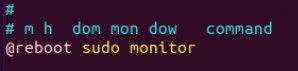 #
# m h  dom mon dow   command
@reboot sudo monitor